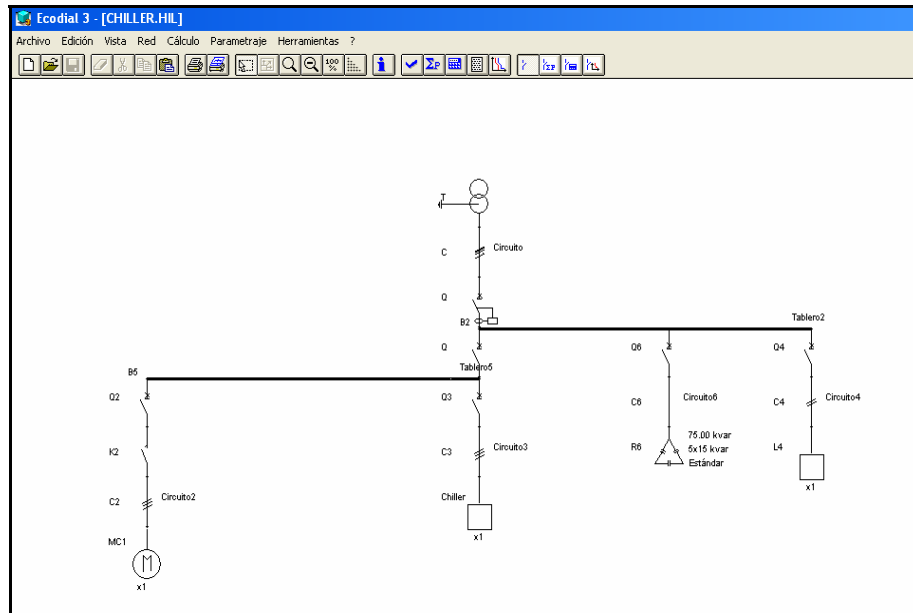 Ecodial 3 - [CHILLER.HIL]
Archivo Edición Vista Red Cálculo Parametraje Herramientas ?
100 %
ΣP
T
C Circuito
Q
B2
Tablero2
Q
Q6
Q4
Tablero5
B5
Q2
Q3
C6 Circuito6
C4 Circuito4
K2
C3 Circuito3
75.00 kvar
R6 5x15 kvar
Estándar
L4
x1
C2 Circuito2
Chiller
x1
MC1
M
x1